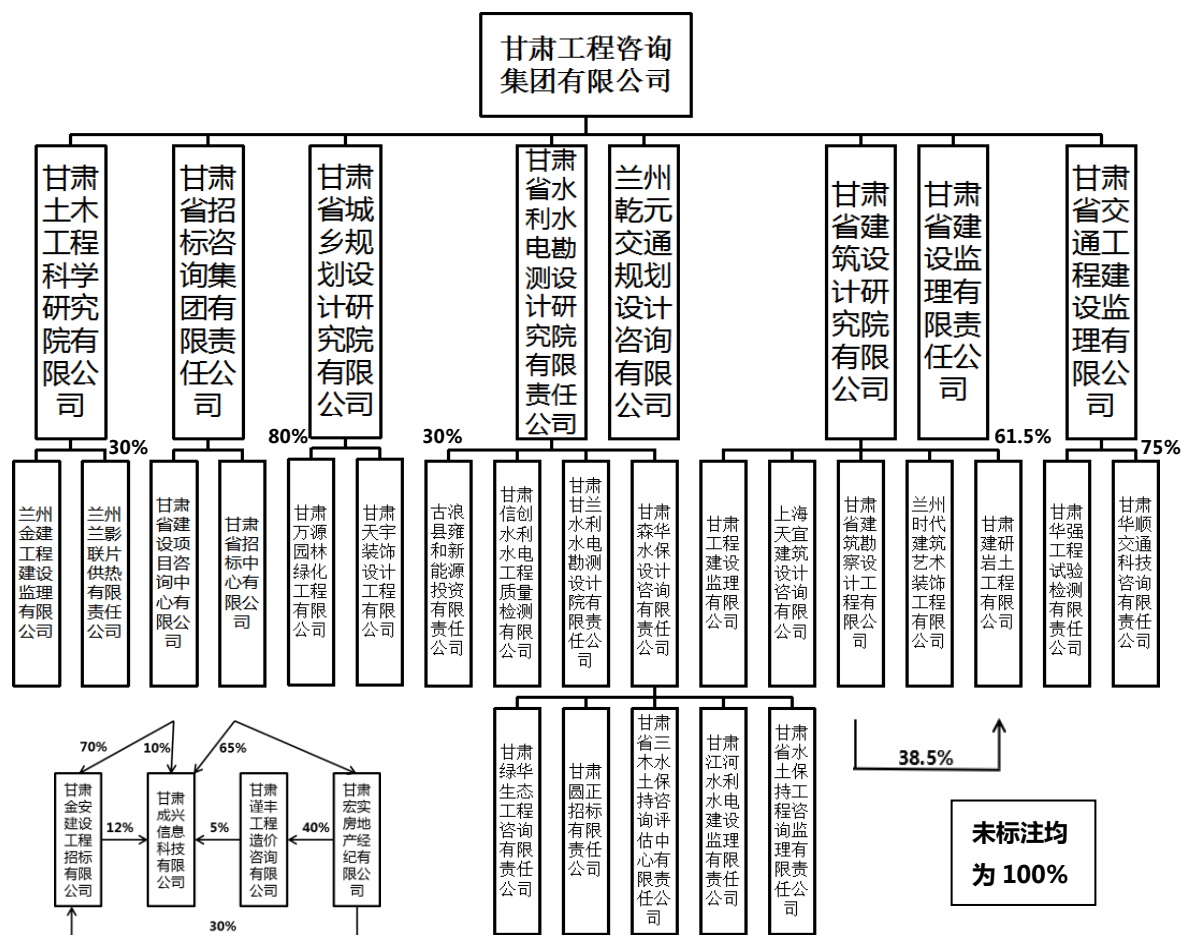 甘肃工程咨询
集团有限公司
甘肃土木工程科学研究院有限公司
甘肃省招标咨询集团有限责任公司
甘肃省城乡规划设计研究院有限公司
甘肃省水利水电勘测设计研究院有限责任公司
兰州乾元交通规划设计咨询有限公司
甘肃省建筑设计研究院有限公司
甘肃省建设监理有限责任公司
甘肃省交通工程建设监理有限公司
30%
80%
30%
61.5%
75%
兰州金建工程建设监理有限公司
兰州兰影联片供热有限责任公司
甘肃省建设项目咨询中心有限公司
甘肃省招标中心有限公司
甘肃万源园林绿化工程有限公司
甘肃天宇装饰设计工程有限公司
古浪县雍和新能源投资有限责任公司
甘肃信创水利水电工程质量检测有限公司
甘肃甘兰水利水电勘测设计院有限责任公司
甘肃森华水保设计咨询有限责任公司
甘肃工程建设监理有限公司
上海天宜建筑设计咨询有限公司
甘肃省建筑勘察设计工程有限公司
兰州时代建筑艺术装饰工程有限公司
甘肃建研岩土工程有限公司
甘肃华强工程试验检测有限责任公司
甘肃华顺交通科技咨询有限责任公司
甘肃绿华生态工程咨询有限责任公司
甘肃圆正招标有限责任公司
甘肃省三木水土保持咨询评估中心有限责任公司
甘肃江河水利水电建设监理有限责任公司
甘肃省水土保持工程咨询监理有限责任公司
38.5%
70%
10%
65%
甘肃金安建设工程招标有限公司
12%
甘肃成兴信息科技有限公司
5%
甘肃谨丰工程造价咨询有限公司
40%
甘肃宏实房地产经纪有限公司
30%
未标注均
为 100%